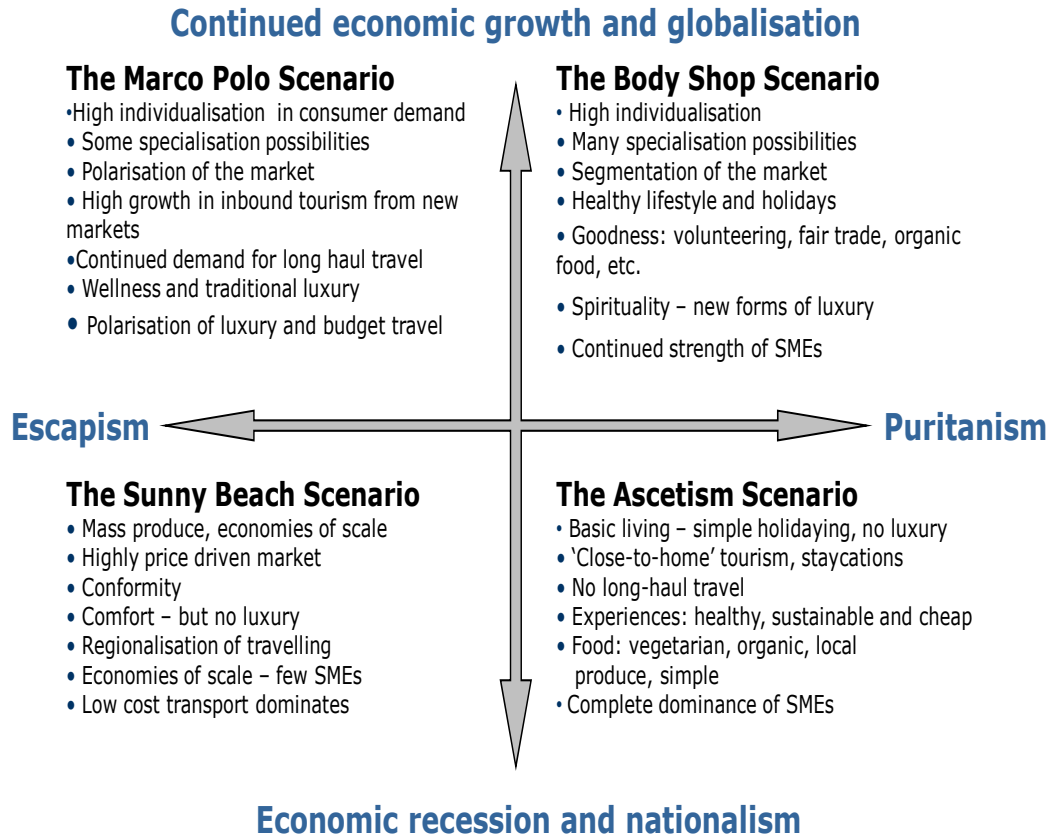 Continued economic growth and globalisation
The Marco Polo Scenario
•High individualisation in consumer demand
• Some specialisation possibilities
• Polarisation of the market
• High growth in inbound tourism from new
markets
•Continued demand for long haul travel
• Wellness and traditional luxury
• Polarisation of luxury and budget travel
The Body Shop Scenario
• High individualisation
• Many specialisation possibilities
• Segmentation of the market
• Healthy lifestyle and holidays
• Goodness: volunteering, fair trade, organic
food, etc.
• Spirituality – new forms of luxury
• Continued strength of SMEs
Escapism
Puritanism
The Sunny Beach Scenario
• Mass produce, economies of scale
• Highly price driven market
• Conformity
• Comfort – but no luxury
• Regionalisation of travelling
• Economies of scale – few SMEs
• Low cost transport dominates
The Ascetism Scenario
• Basic living – simple holidaying, no luxury
• ‘Close-to-home’ tourism, staycations
• No long-haul travel
• Experiences: healthy, sustainable and cheap
• Food: vegetarian, organic, local
produce, simple
• Complete dominance of SMEs
Economic recession and nationalism